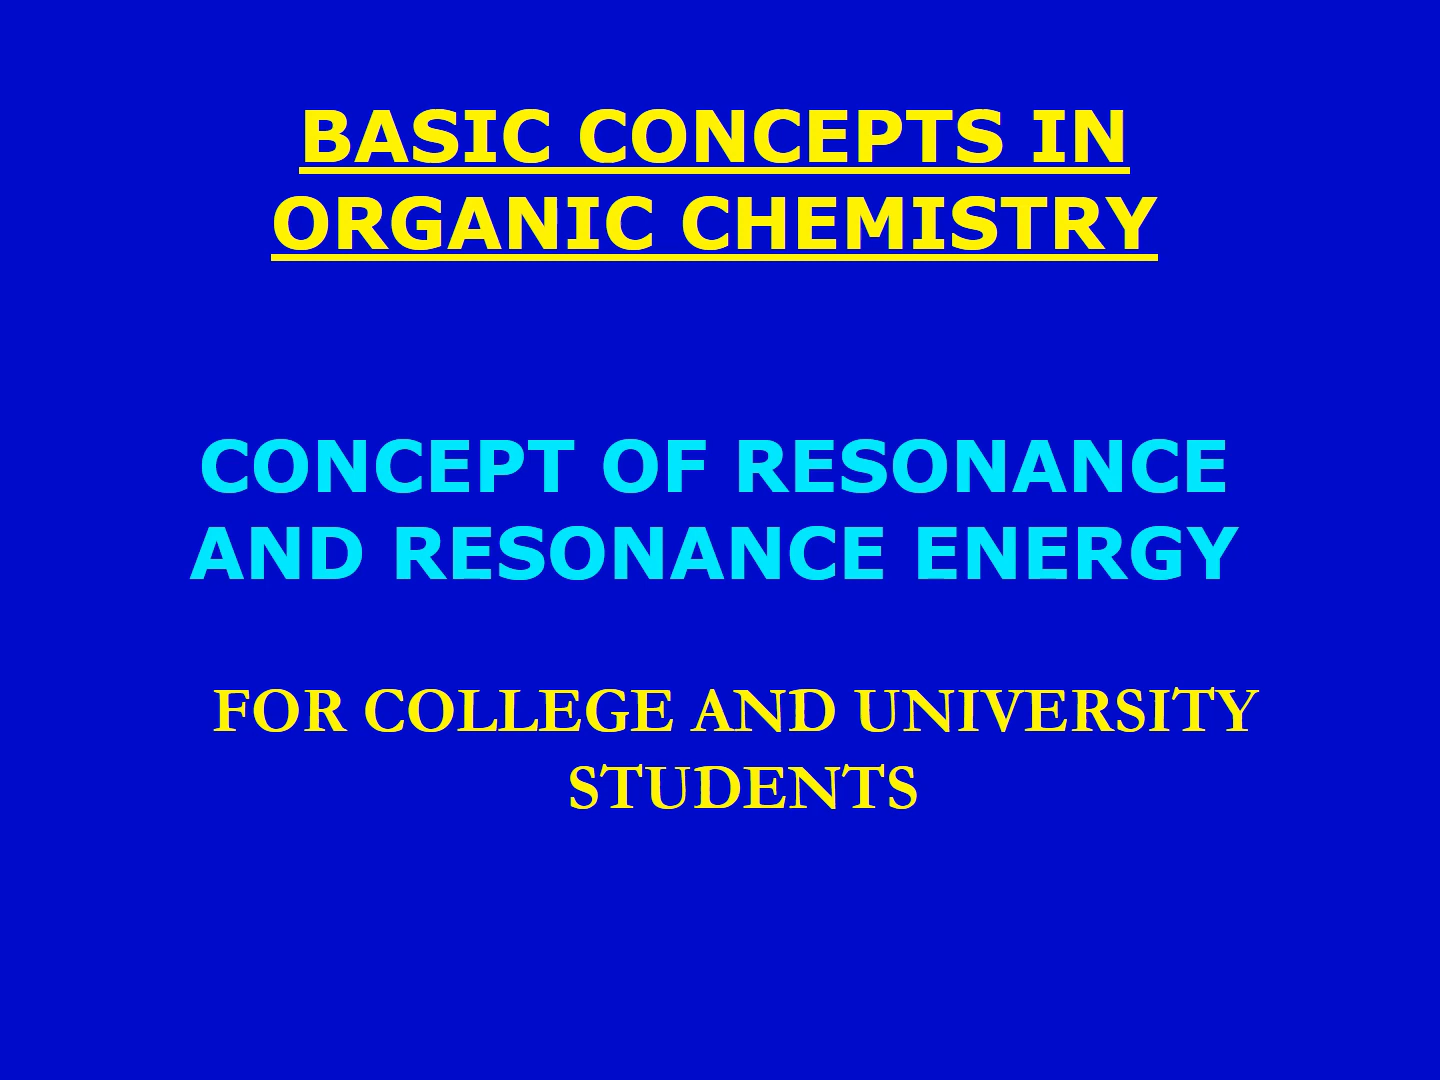 BASIC CONCEPTS IN
ORGANIC CHEMISTRY
CONCEPT OF RESONANCE
AND RESONANCE ENERGY
FOR COLLEGE AND UNIVERSITY
STUDENTS